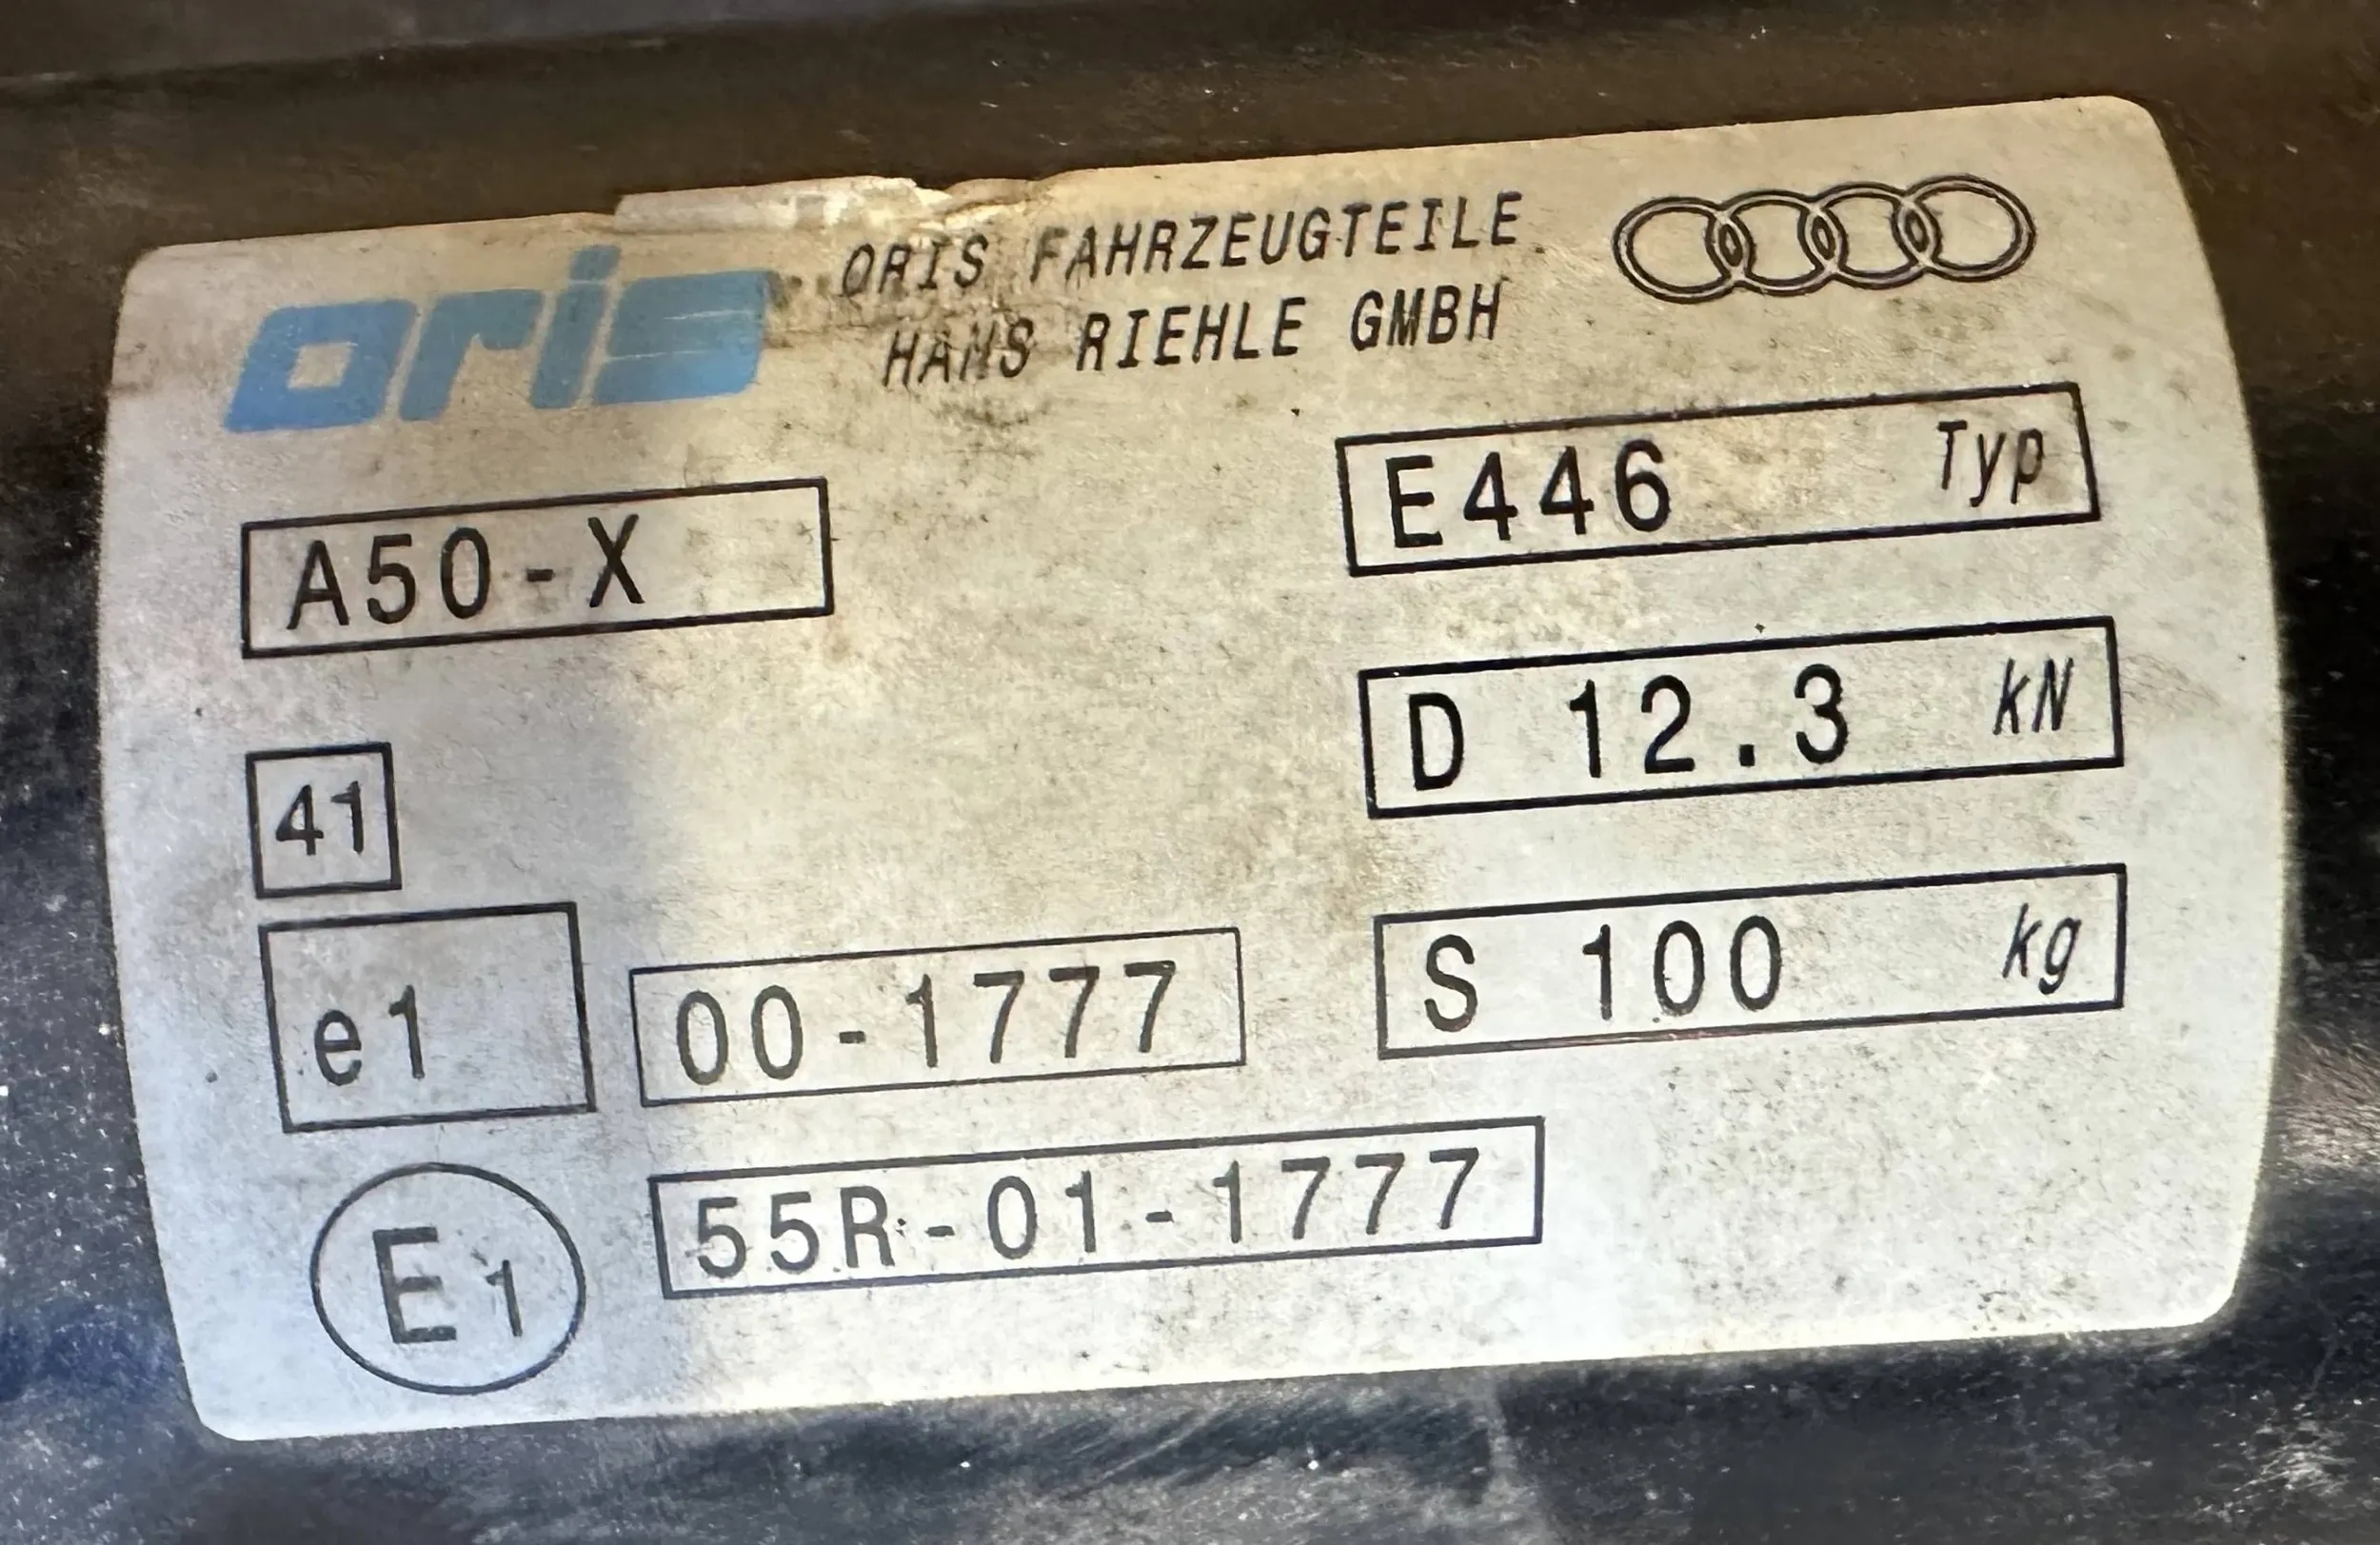 oris
ORIS FAHRZEUGTEILE
HANS RIEHLE GMBH
A50-X
E446 Typ
41
D 12.3 kN
e1
00-1777
S 100 kg
E1
55R-01-1777